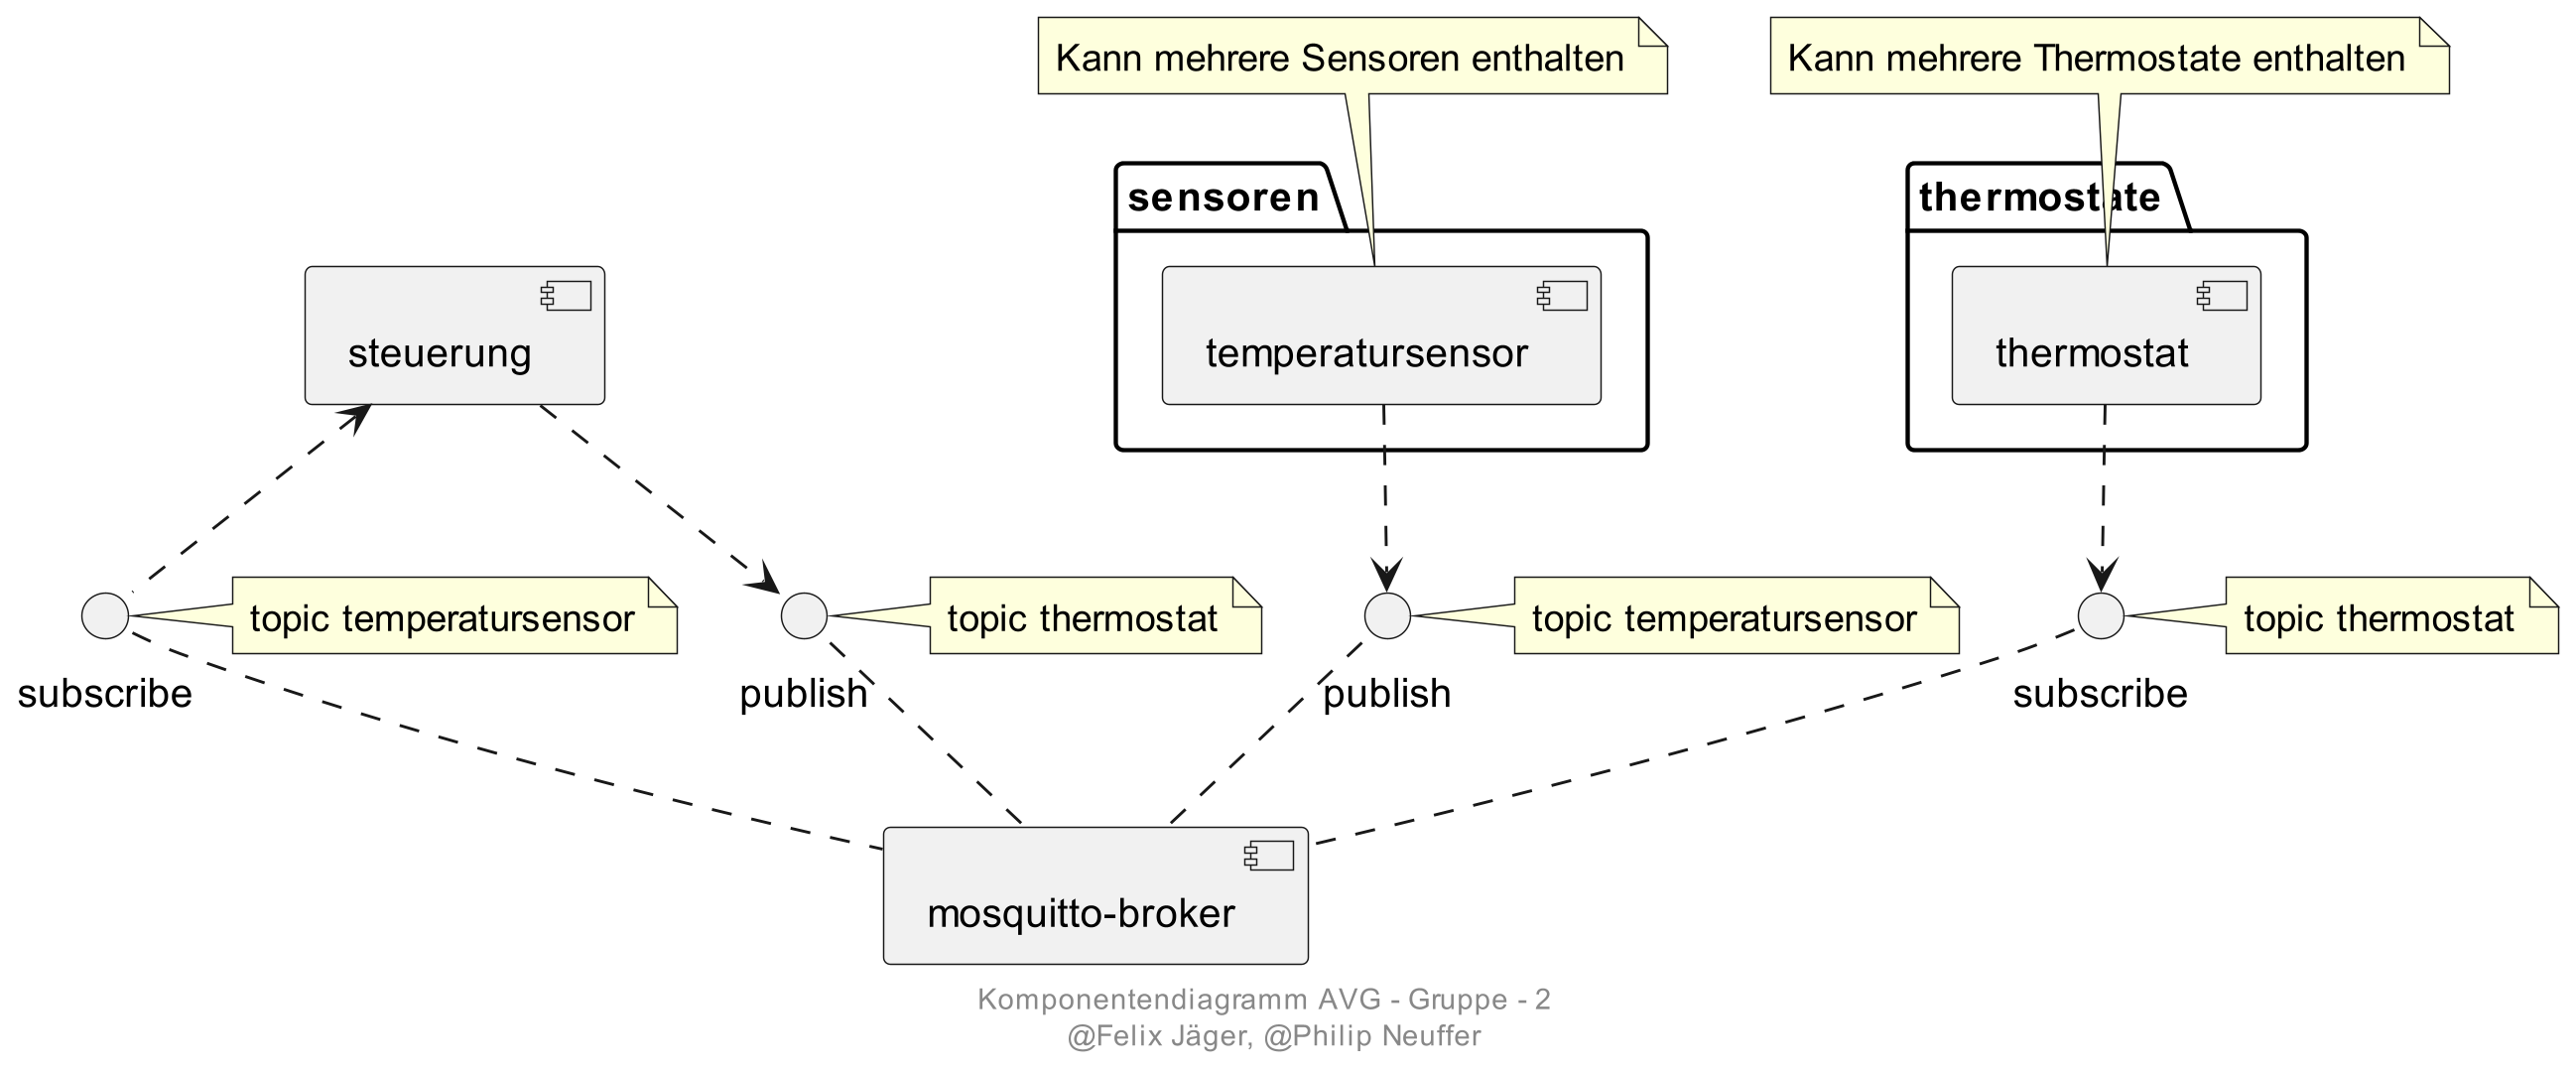 Kann mehrere Sensoren enthalten
Kann mehrere Thermostate enthalten
sensoren
thermostate
steuerung
temperatursensor
thermostat
topic temperatursensor
topic thermostat
topic temperatursensor
topic thermostat
subscribe
publish
publish
subscribe
mosquitto-broker
Komponentendiagramm AVG - Gruppe - 2
@Felix Jäger, @Philip Neuffer